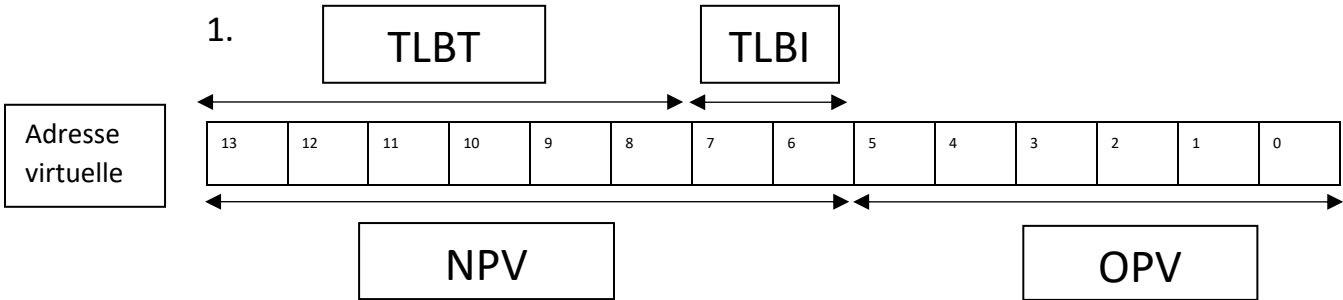 1.
TLBT TLBI
Adresse
virtuelle
13 12 11 10 9 8 7 6 5 4 3 2 1 0
NPV OPV